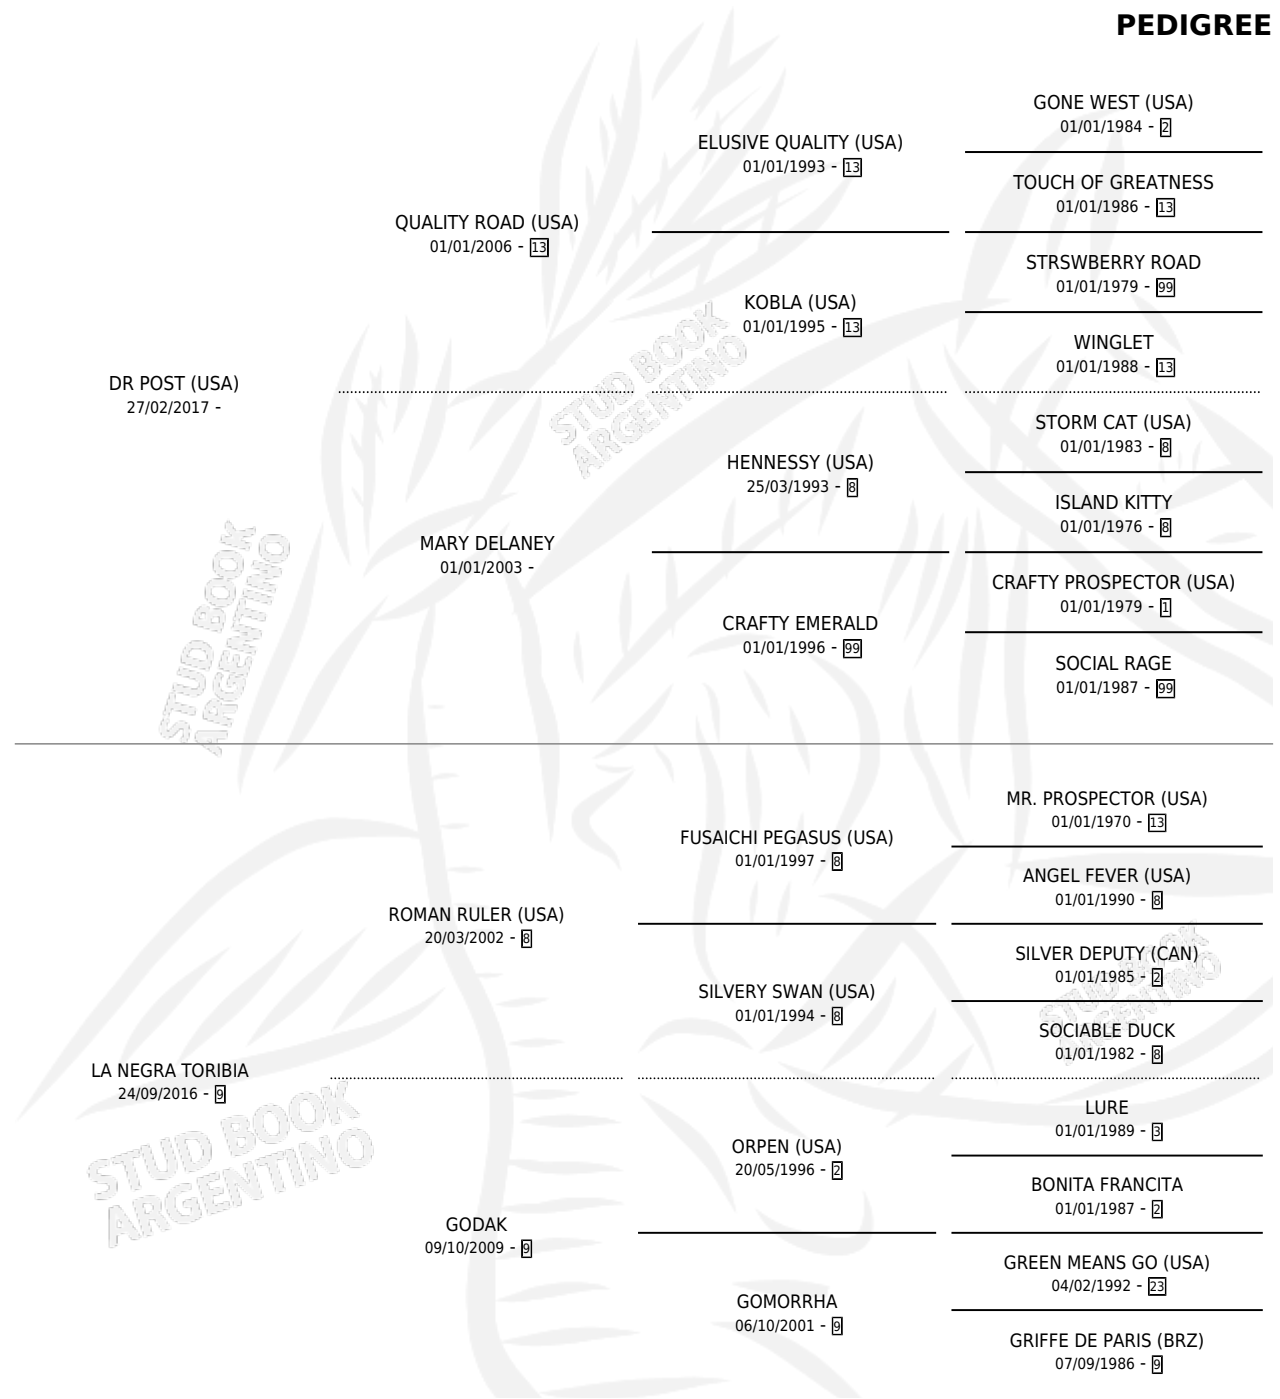 PEDIGREE
GONE WEST (USA)
01/01/1984 - 2
ELUSIVE QUALITY (USA)
01/01/1993 - 13
TOUCH OF GREATNESS
01/01/1986 - 13
QUALITY ROAD (USA)
01/01/2006 - 13
STRSWBERRY ROAD
01/01/1979 - 99
KOBLA (USA)
01/01/1995 - 13
WINGLET
01/01/1988 - 13
DR POST (USA)
27/02/2017 -
STORM CAT (USA)
01/01/1983 - 8
HENNESSY (USA)
25/03/1993 - 8
ISLAND KITTY
01/01/1976 - 8
MARY DELANEY
01/01/2003 -
CRAFTY PROSPECTOR (USA)
01/01/1979 - 1
CRAFTY EMERALD
01/01/1996 - 99
SOCIAL RAGE
01/01/1987 - 99
MR. PROSPECTOR (USA)
01/01/1970 - 13
FUSAICHI PEGASUS (USA)
01/01/1997 - 8
ANGEL FEVER (USA)
01/01/1990 - 8
ROMAN RULER (USA)
20/03/2002 - 8
SILVER DEPUTY (CAN)
01/01/1985 - 2
SILVERY SWAN (USA)
01/01/1994 - 8
SOCIABLE DUCK
01/01/1982 - 8
LA NEGRA TORIBIA
24/09/2016 - 9
LURE
01/01/1989 - 3
ORPEN (USA)
20/05/1996 - 2
BONITA FRANCITA
01/01/1987 - 2
GODAK
09/10/2009 - 9
GREEN MEANS GO (USA)
04/02/1992 - 23
GOMORRHA
06/10/2001 - 9
GRIFFE DE PARIS (BRZ)
07/09/1986 - 9
STUD BOOK
ARGENTINO
STUD BOOK
ARGENTINO
STUD BOOK
ARGENTINO
STUD BOOK
ARGENTINO